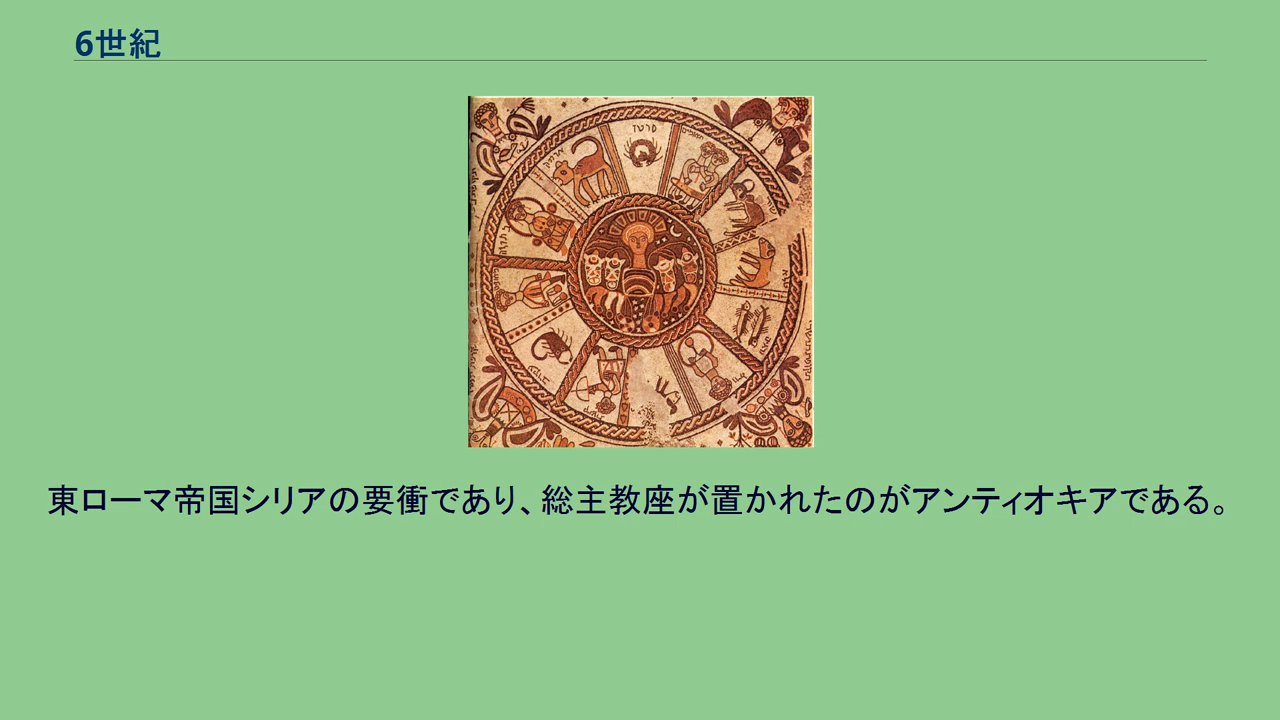 6世紀
סרטן
東ローマ帝国シリアの要衝であり、総主教座が置かれたのがアンティオキアである。